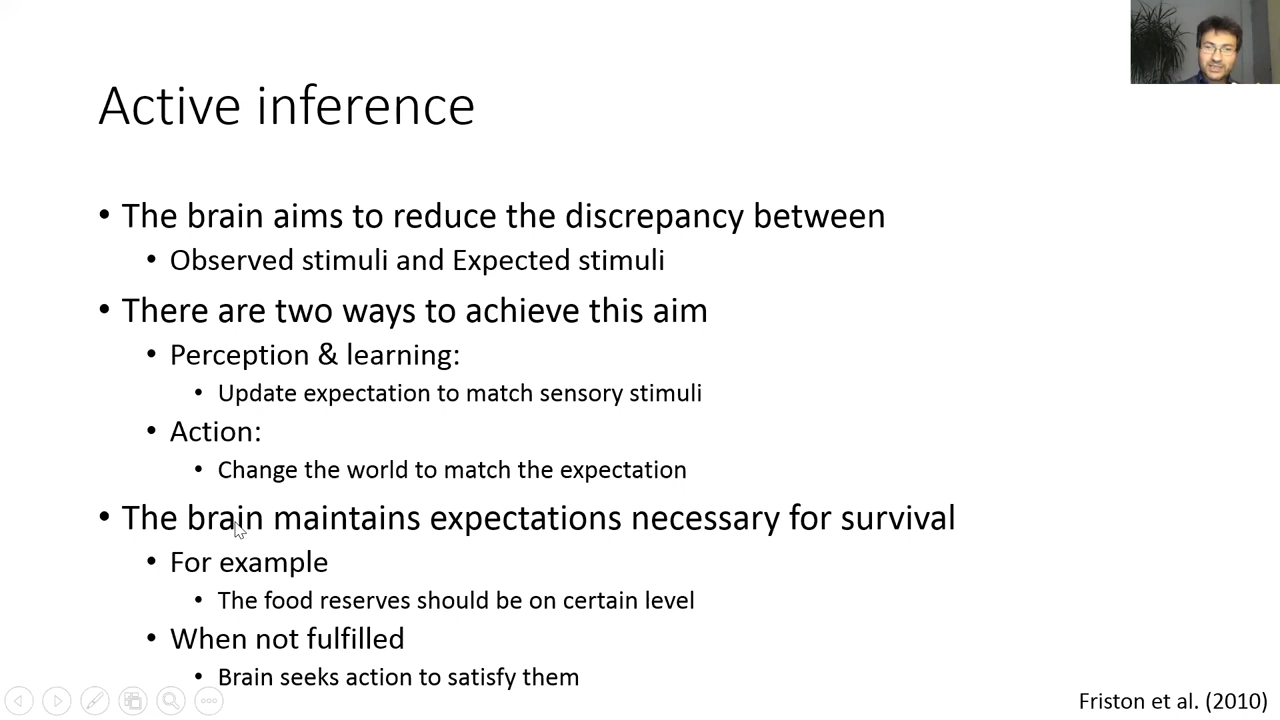 Active inference
• The brain aims to reduce the discrepancy between
• Observed stimuli and Expected stimuli
• There are two ways to achieve this aim
• Perception & learning:
• Update expectation to match sensory stimuli
• Action:
• Change the world to match the expectation
• The brain maintains expectations necessary for survival
• For example
• The food reserves should be on certain level
• When not fulfilled
• Brain seeks action to satisfy them
Friston et al. (2010)